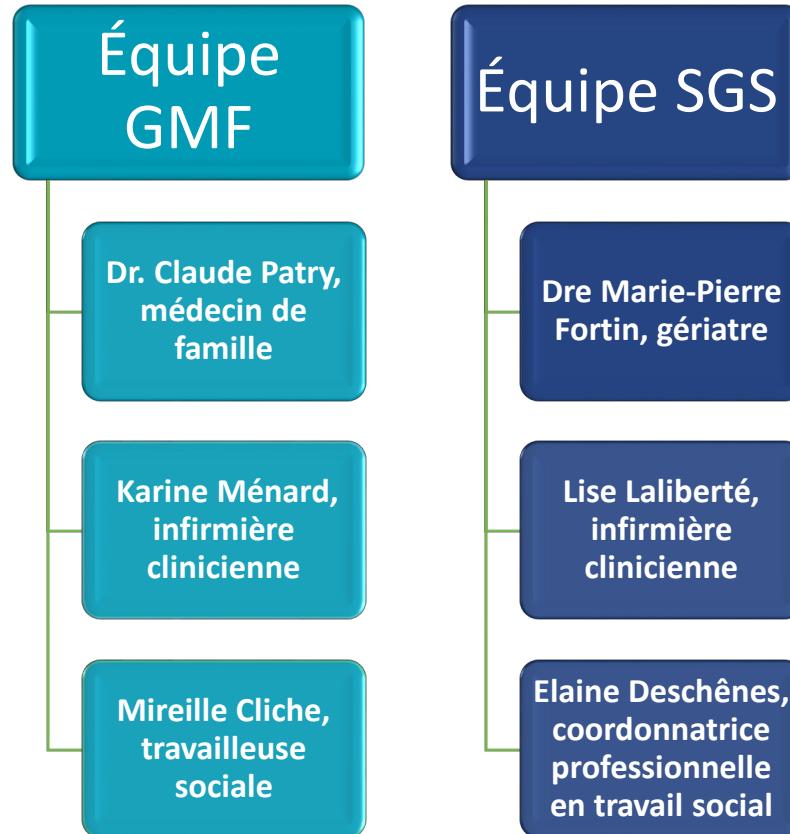 Équipe
GMF
Dr. Claude Patry,
médecin de
famille
Karine Ménard,
infirmière
clinicienne
Mireille Cliche,
travailleuse
sociale
Équipe SGS
Dre Marie-Pierre
Fortin, gériatre
Lise Laliberté,
infirmière
clinicienne
Elaine Deschênes,
coordonnatrice
professionnelle
en travail social